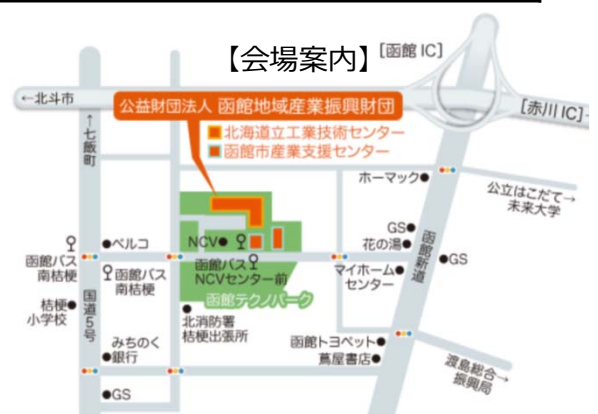 【会場案内】
[函館IC]
←北斗市
[赤川IC]
公益財団法人 函館地域産業振興財団
北海道立工業技術センター
函館市産業支援センター
←七飯町
ホーマック
公立はこだて→
未来大学
GS
花の湯
函館新道
GS
ベルコ
NCV
函館バス
南桔梗
函館バス
南桔梗
函館バス
NCVセンター前
マイホーム
センター
函館テクノパーク
国道5号
桔梗
小学校
北消防署
桔梗出張所
みちのく
銀行
函館トヨペット
蔦屋書店
渡島総合→
振興局
GS